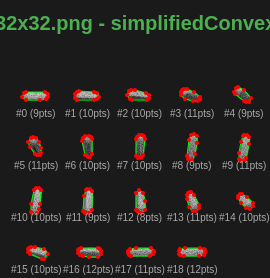 32x32.png - simplifiedConvex
#0 (9pts) #1 (10pts) #2 (10pts) #3 (11pts) #4 (9pts)
#5 (11pts) #6 (10pts) #7 (10pts) #8 (9pts) #9 (11pts)
#10 (10pts) #11 (9pts) #12 (8pts) #13 (11pts) #14 (10pts)
#15 (10pts) #16 (12pts) #17 (11pts) #18 (12pts)